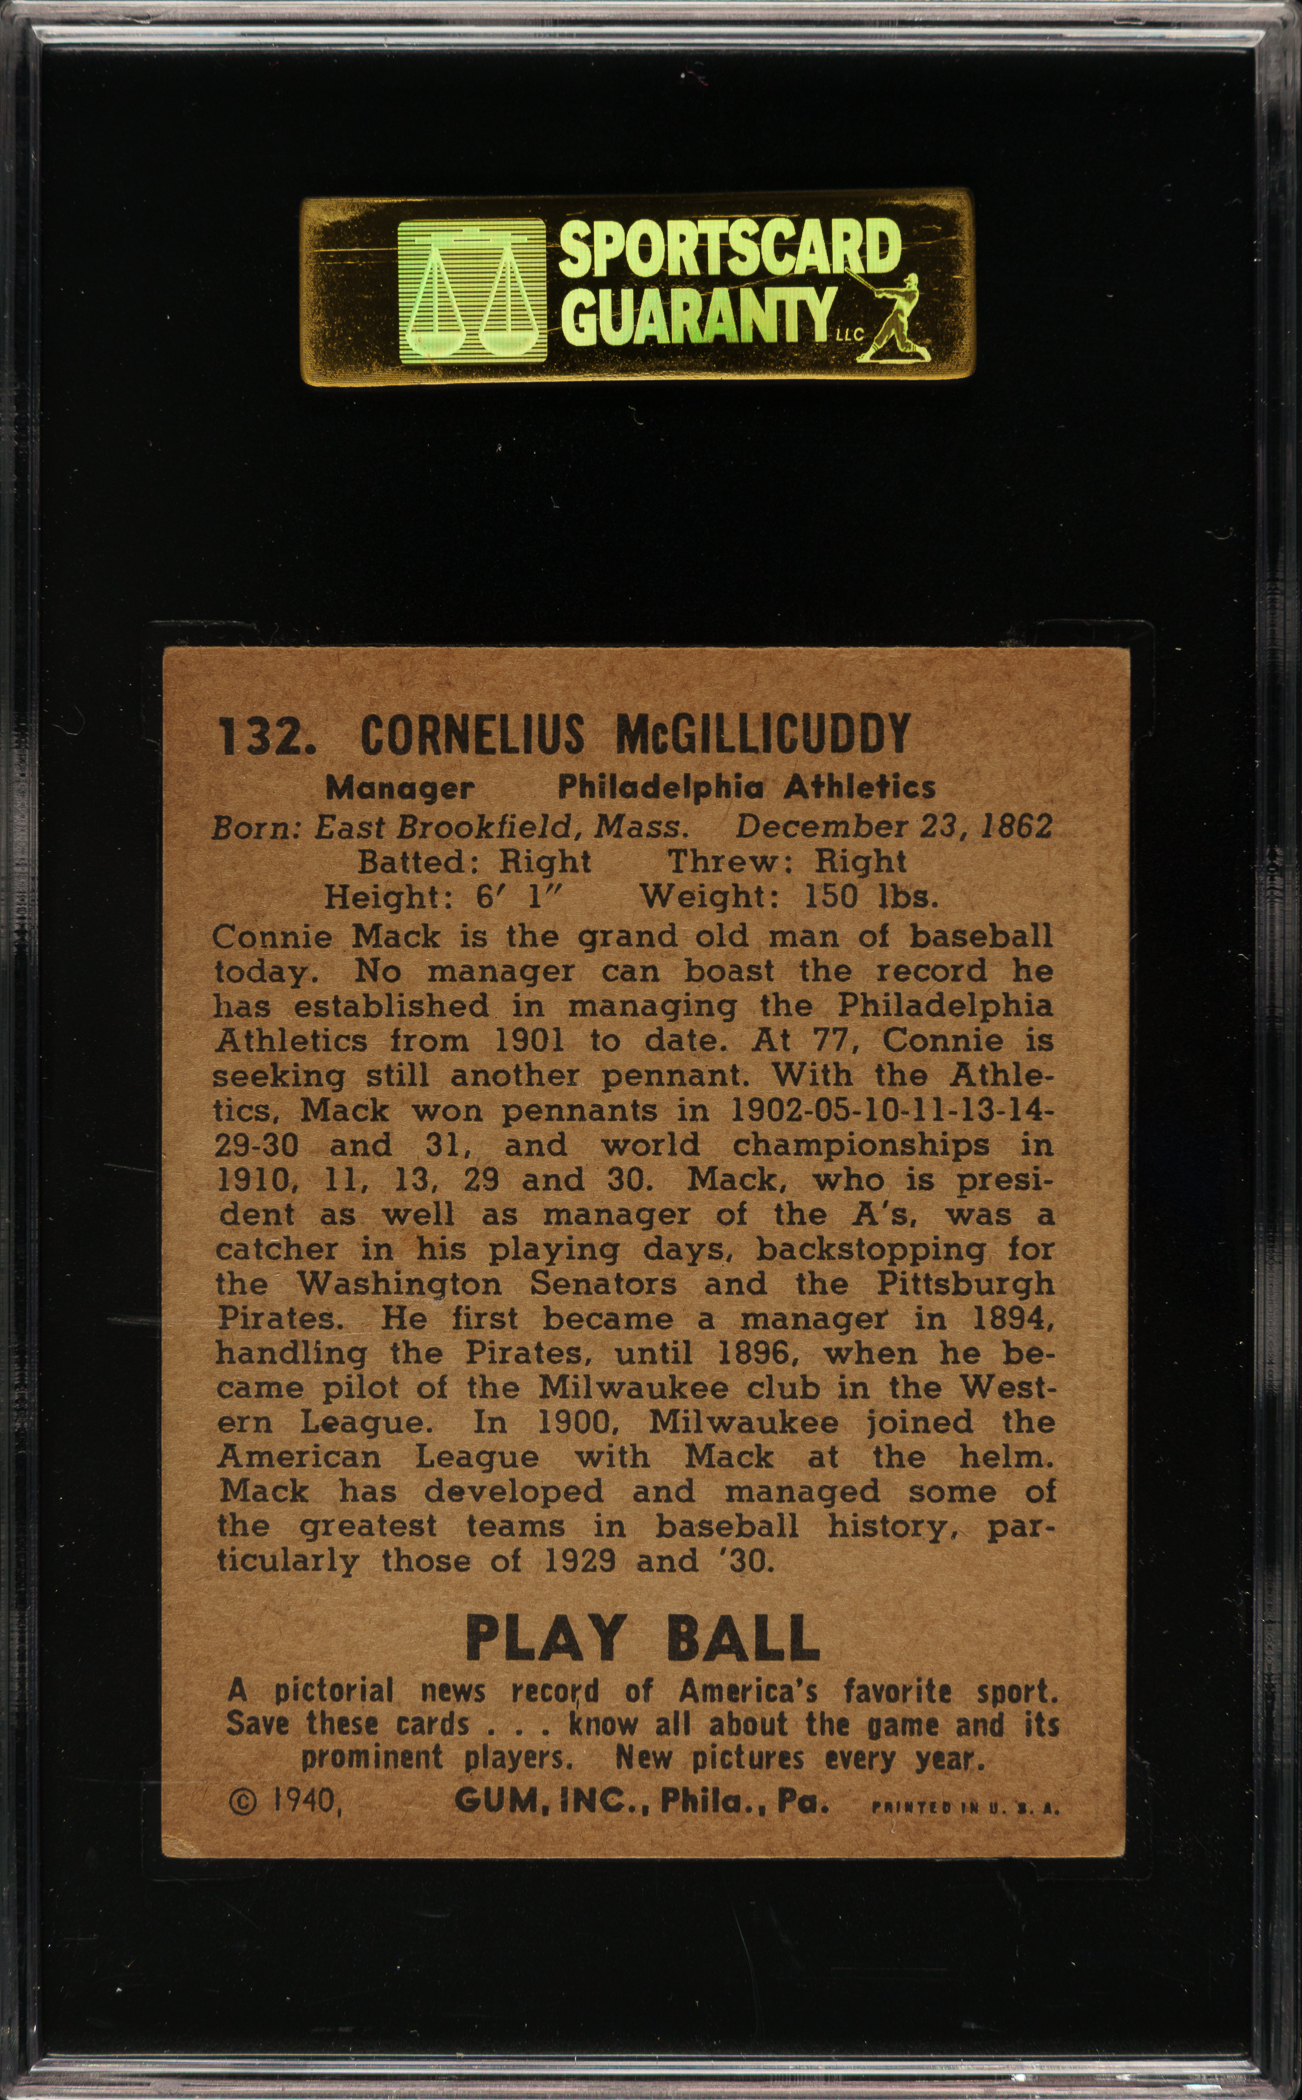 SPORTSCARD
GUARANTY LLC
132. CORNELIUS McGILLICUDDY
Manager Philadelphia Athletics
Born: East Brookfield, Mass. December 23, 1862
Batted: Right Threw: Right
Height: 6' 1" Weight: 150 lbs.
Connie Mack is the grand old man of baseball
today. No manager can boast the record he
has established in managing the Philadelphia
Athletics from 1901 to date. At 77, Connie is
seeking still another pennant. With the Athle-
tics, Mack won pennants in 1902-05-10-11-13-14-
29-30 and 31, and world championships in
1910, 11, 13, 29 and 30. Mack, who is presi-
dent as well as manager of the A's, was a
catcher in his playing days, backstopping for
the Washington Senators and the Pittsburgh
Pirates. He first became a manager in 1894,
handling the Pirates, until 1896, when he be-
came pilot of the Milwaukee club in the West-
ern League. In 1900, Milwaukee joined the
American League with Mack at the helm.
Mack has developed and managed some of
the greatest teams in baseball history, par-
ticularly those of 1929 and '30.
PLAY BALL
A pictorial news record of America's favorite sport.
Save these cards . . . know all about the game and its
prominent players. New pictures every year.
© 1940, GUM, INC., Phila., Pa. PRINTED IN U. S. A.